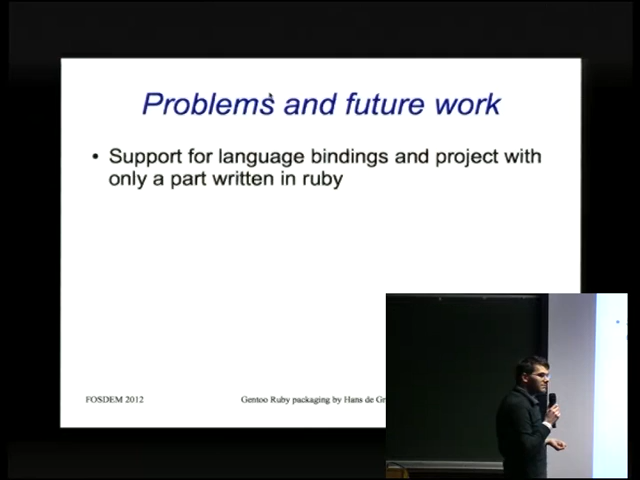 Problems and future work
• Support for language bindings and project with
only a part written in ruby
FOSDEM 2012
Gentoo Ruby packaging by Hans de